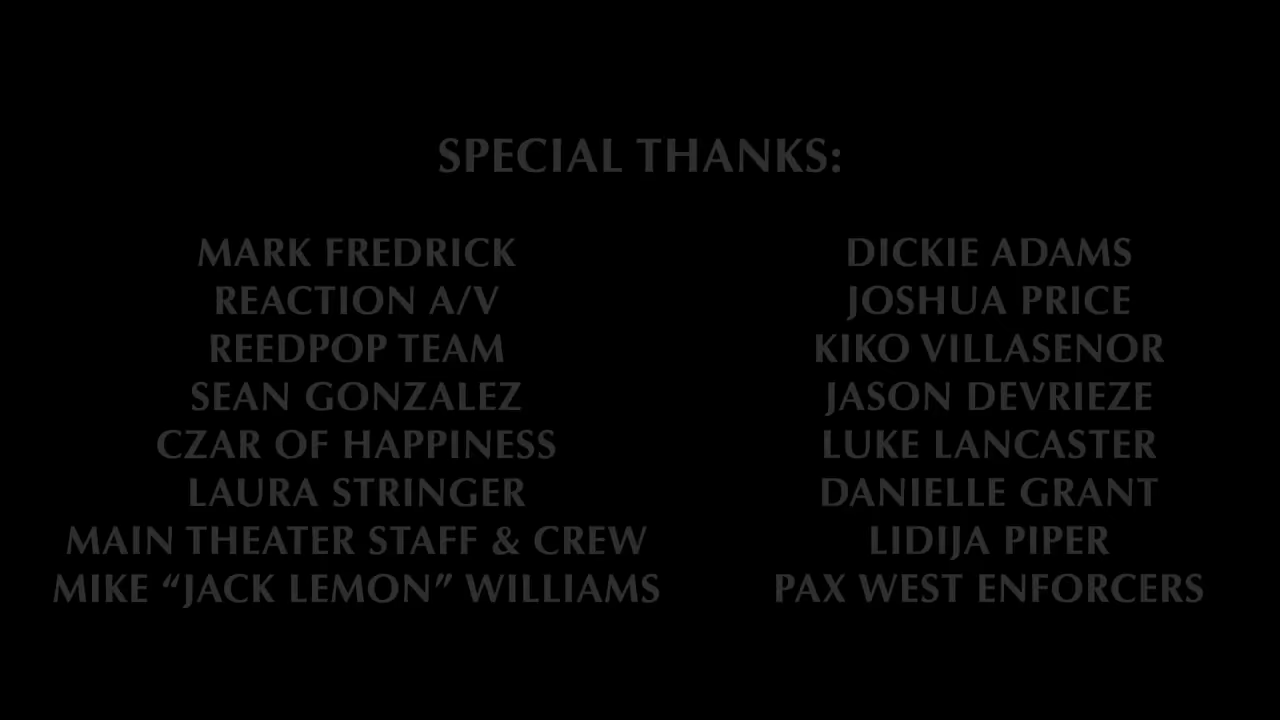 SPECIAL THANKS:
MARK FREDRICK
REACTION A/V
REEDPOP TEAM
SEAN GONZALEZ
CZAR OF HAPPINESS
LAURA STRINGER
MAIN THEATER STAFF & CREW
MIKE “JACK LEMON” WILLIAMS
DICKIE ADAMS
JOSHUA PRICE
KIKO VILLASENOR
JASON DEVRIEZE
LUKE LANCASTER
DANIELLE GRANT
LIDIJA PIPER
PAX WEST ENFORCERS